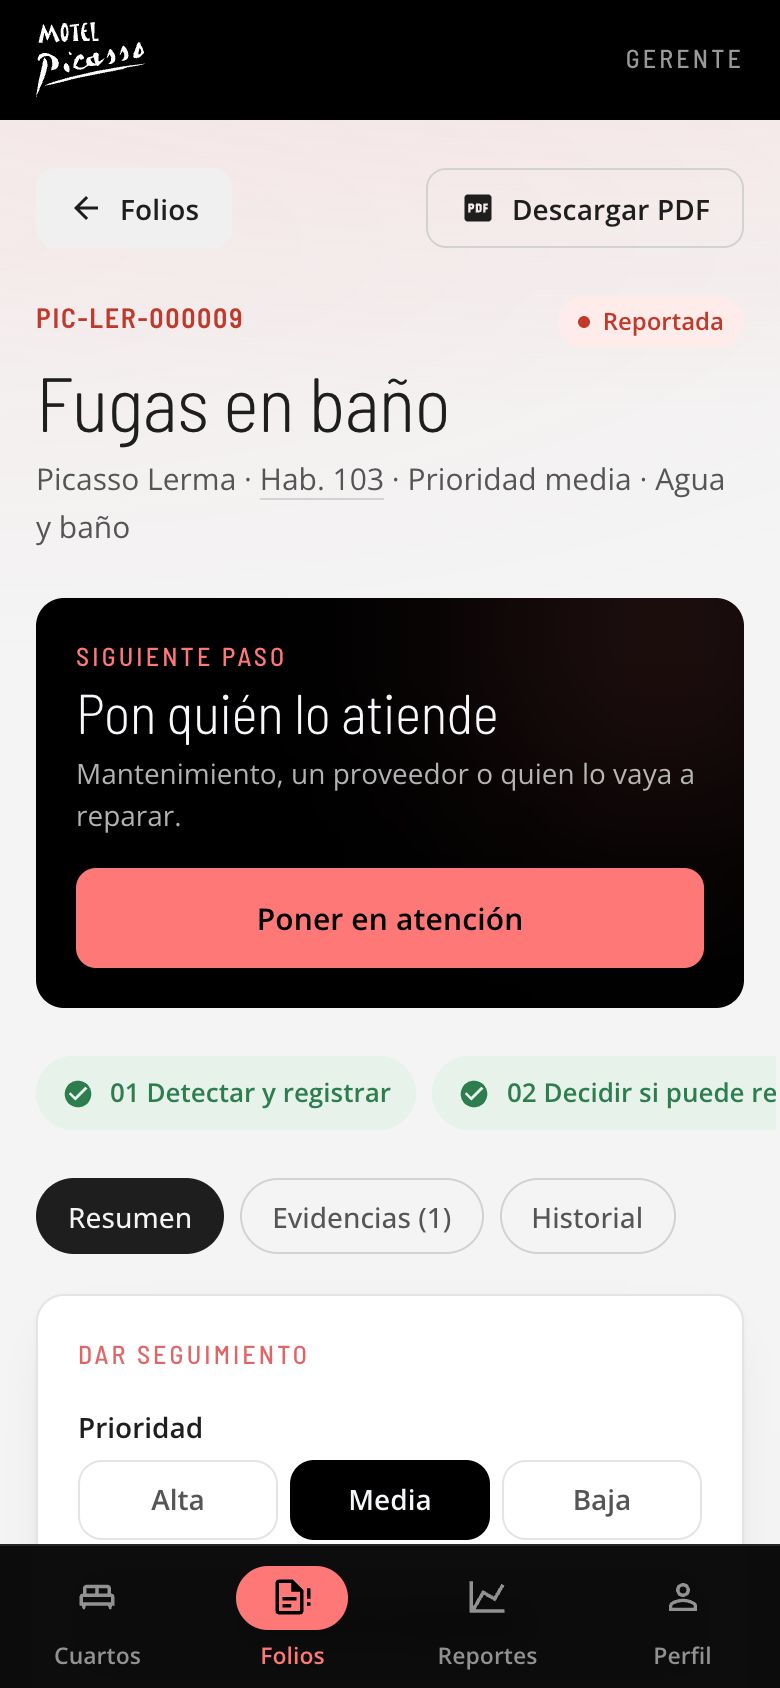 MOTEL
Picasso
GERENTE
Folios
PDF
Descargar PDF
PIC-LER-000009
Reportada
Fugas en baño
Picasso Lerma · Hab. 103 · Prioridad media · Agua
y baño
SIGUIENTE PASO
Pon quién lo atiende
Mantenimiento, un proveedor o quien lo vaya a
reparar.
Poner en atención
01 Detectar y registrar
02 Decidir si puede re
Resumen
Evidencias (1)
Historial
DAR SEGUIMIENTO
Prioridad
Alta
Media
Baja
Cuartos
Folios
Reportes
Perfil